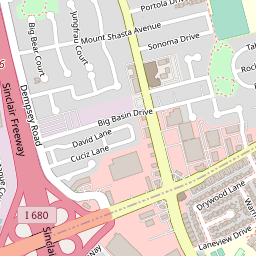 Portola Drive
Mount Shasta Avenue
Sonoma Drive
Big Bear Court
Jungfrau Court
Sinclair Freeway
Dempsey Road
Big Basin Drive
David Lane
Cuciz Lane
I 680
Drywood Lane
Laneview Drive